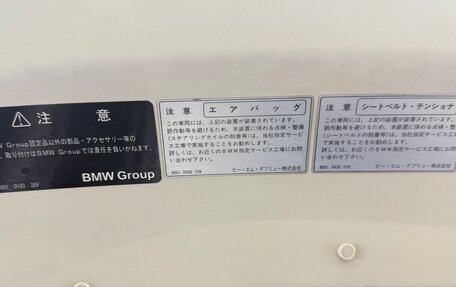 ⚠ 注 意
W Group認定品以外の部品・アクセサリー等の
、取り付けはBMW Groupでは責任を負いかねます。
9001 0143 386
BMW Group
注 意 エ ア バ ッ グ
この車両には、上記の装置が装着されています。
誤作動等を避けるため、本装置に係わる点検・整備
(ステアリングホイルの脱着等)は、当社指定サービス
工場で実施することをお勧めします。
詳しくは、お近くのBMW指定サービス工場にお問
い合わせ下さい。
9001 0436 708 ビー・エム・ダブリュー株式会社
注 意 シートベルト・テンショナ
この車両には、上記の装置が装着されています。
誤作動等を避けるため、本装置に係わる点検・整備
(シートベルトの脱着等)は、当社指定サービスエ
で実施することをお勧めします。
詳しくは、お近くのBMW指定サービス工場にお
い合わせ下さい。
9001 0436 709 ビー・エム・ダブリュー株式会社